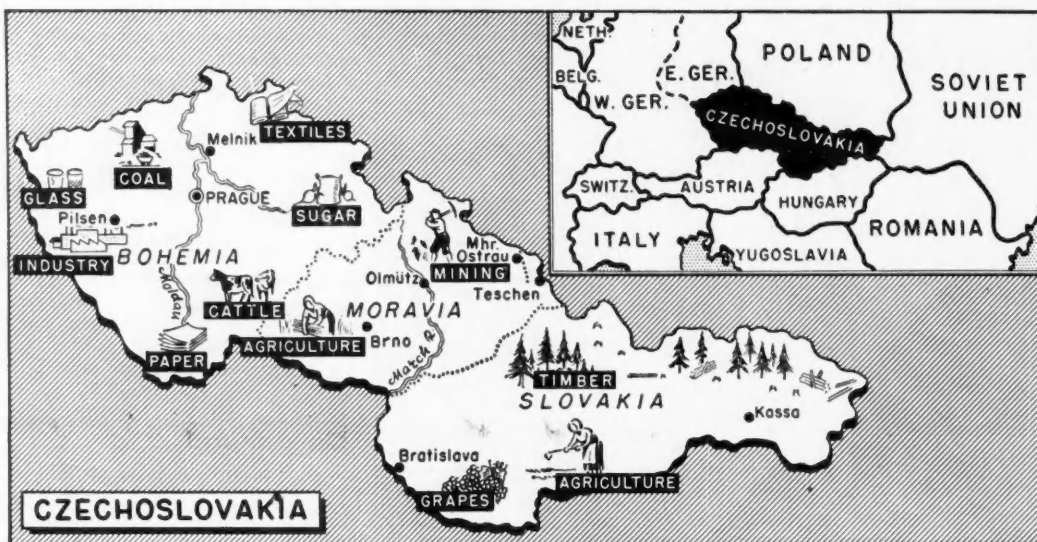 TEXTILES
Melnik
COAL
GLASS
PRAGUE
SUGAR
Pilsen
INDUSTRY
BOHEMIA
Moldau
CATTLE
PAPER
AGRICULTURE
MORAVIA
Olmütz
Brno
March R.
MINING
Mhr.
Ostrau
Teschen
TIMBER
SLOVAKIA
Kassa
Bratislava
GRAPES
AGRICULTURE
CZECHOSLOVAKIA
NETH.
BELG.
W. GER.
E. GER.
POLAND
SOVIET
UNION
CZECHOSLOVAKIA
SWITZ.
AUSTRIA
HUNGARY
ROMANIA
ITALY
YUGOSLAVIA